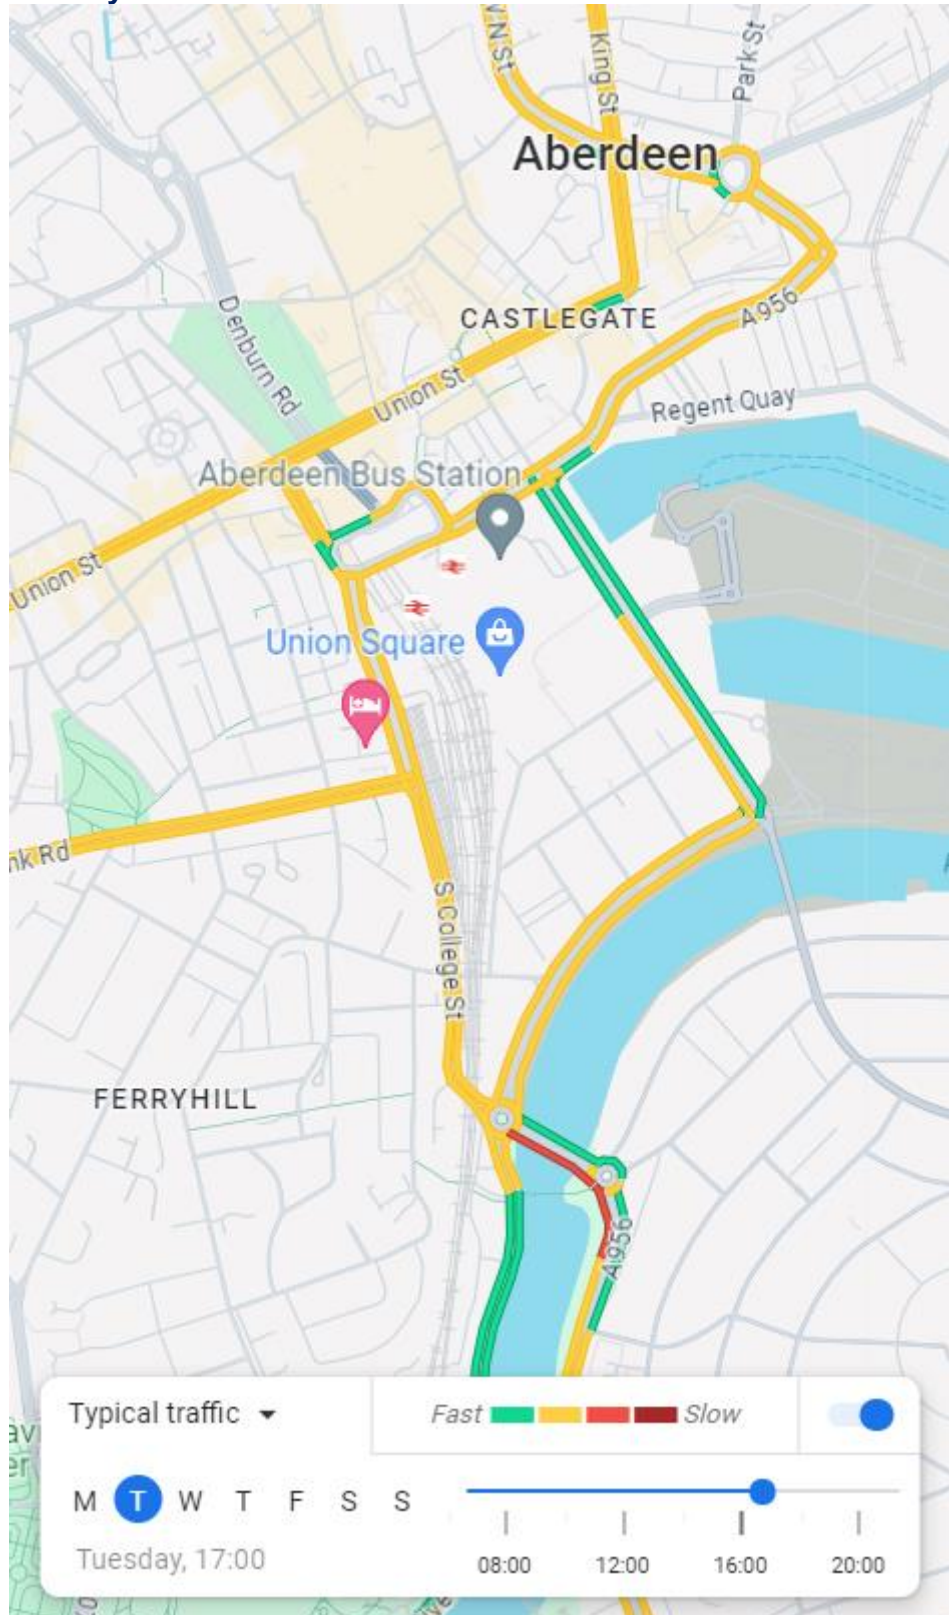 W N St
King St
Park St
Aberdeen
CASTLEGATE
A956
Denburn Rd
Union St
Regent Quay
Aberdeen Bus Station
Union St
Union Square
nk Rd
S College St
FERRYHILL
A956
Typical traffic
Fast
Slow
av
er
M T W T F S S
Tuesday, 17:00
08:00 12:00 16:00 20:00